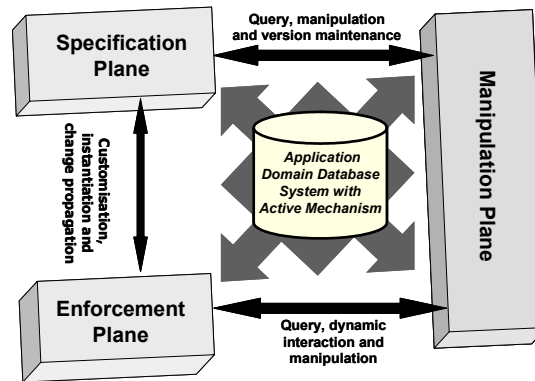 Specification
Plane
Query, manipulation
and version maintenance
Manipulation Plane
Customisation,
instantiation and
change propagation
Application
Domain Database
System with
Active Mechanism
Enforcement
Plane
Query, dynamic
interaction and
manipulation